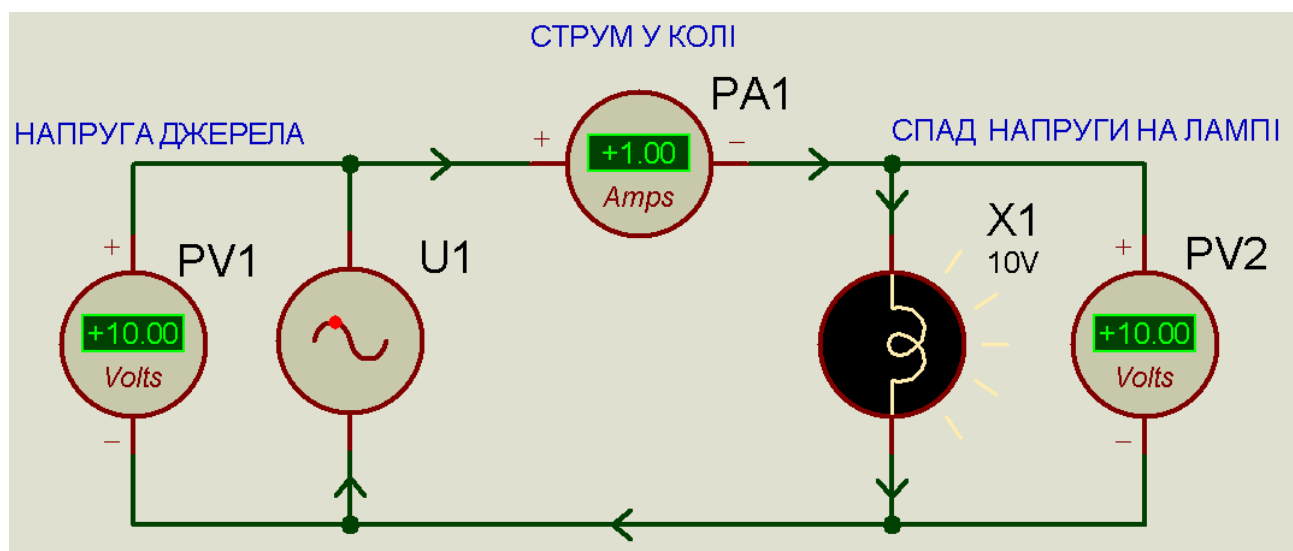 СТРУМ У КОЛІ
PA1
НАПРУГА ДЖЕРЕЛА
СПАД НАПРУГИ НА ЛАМПІ
+
+1.00
–
Amps
X1
10V
+
PV1
U1
+
PV2
+10.00
Volts
+10.00
Volts
–
–